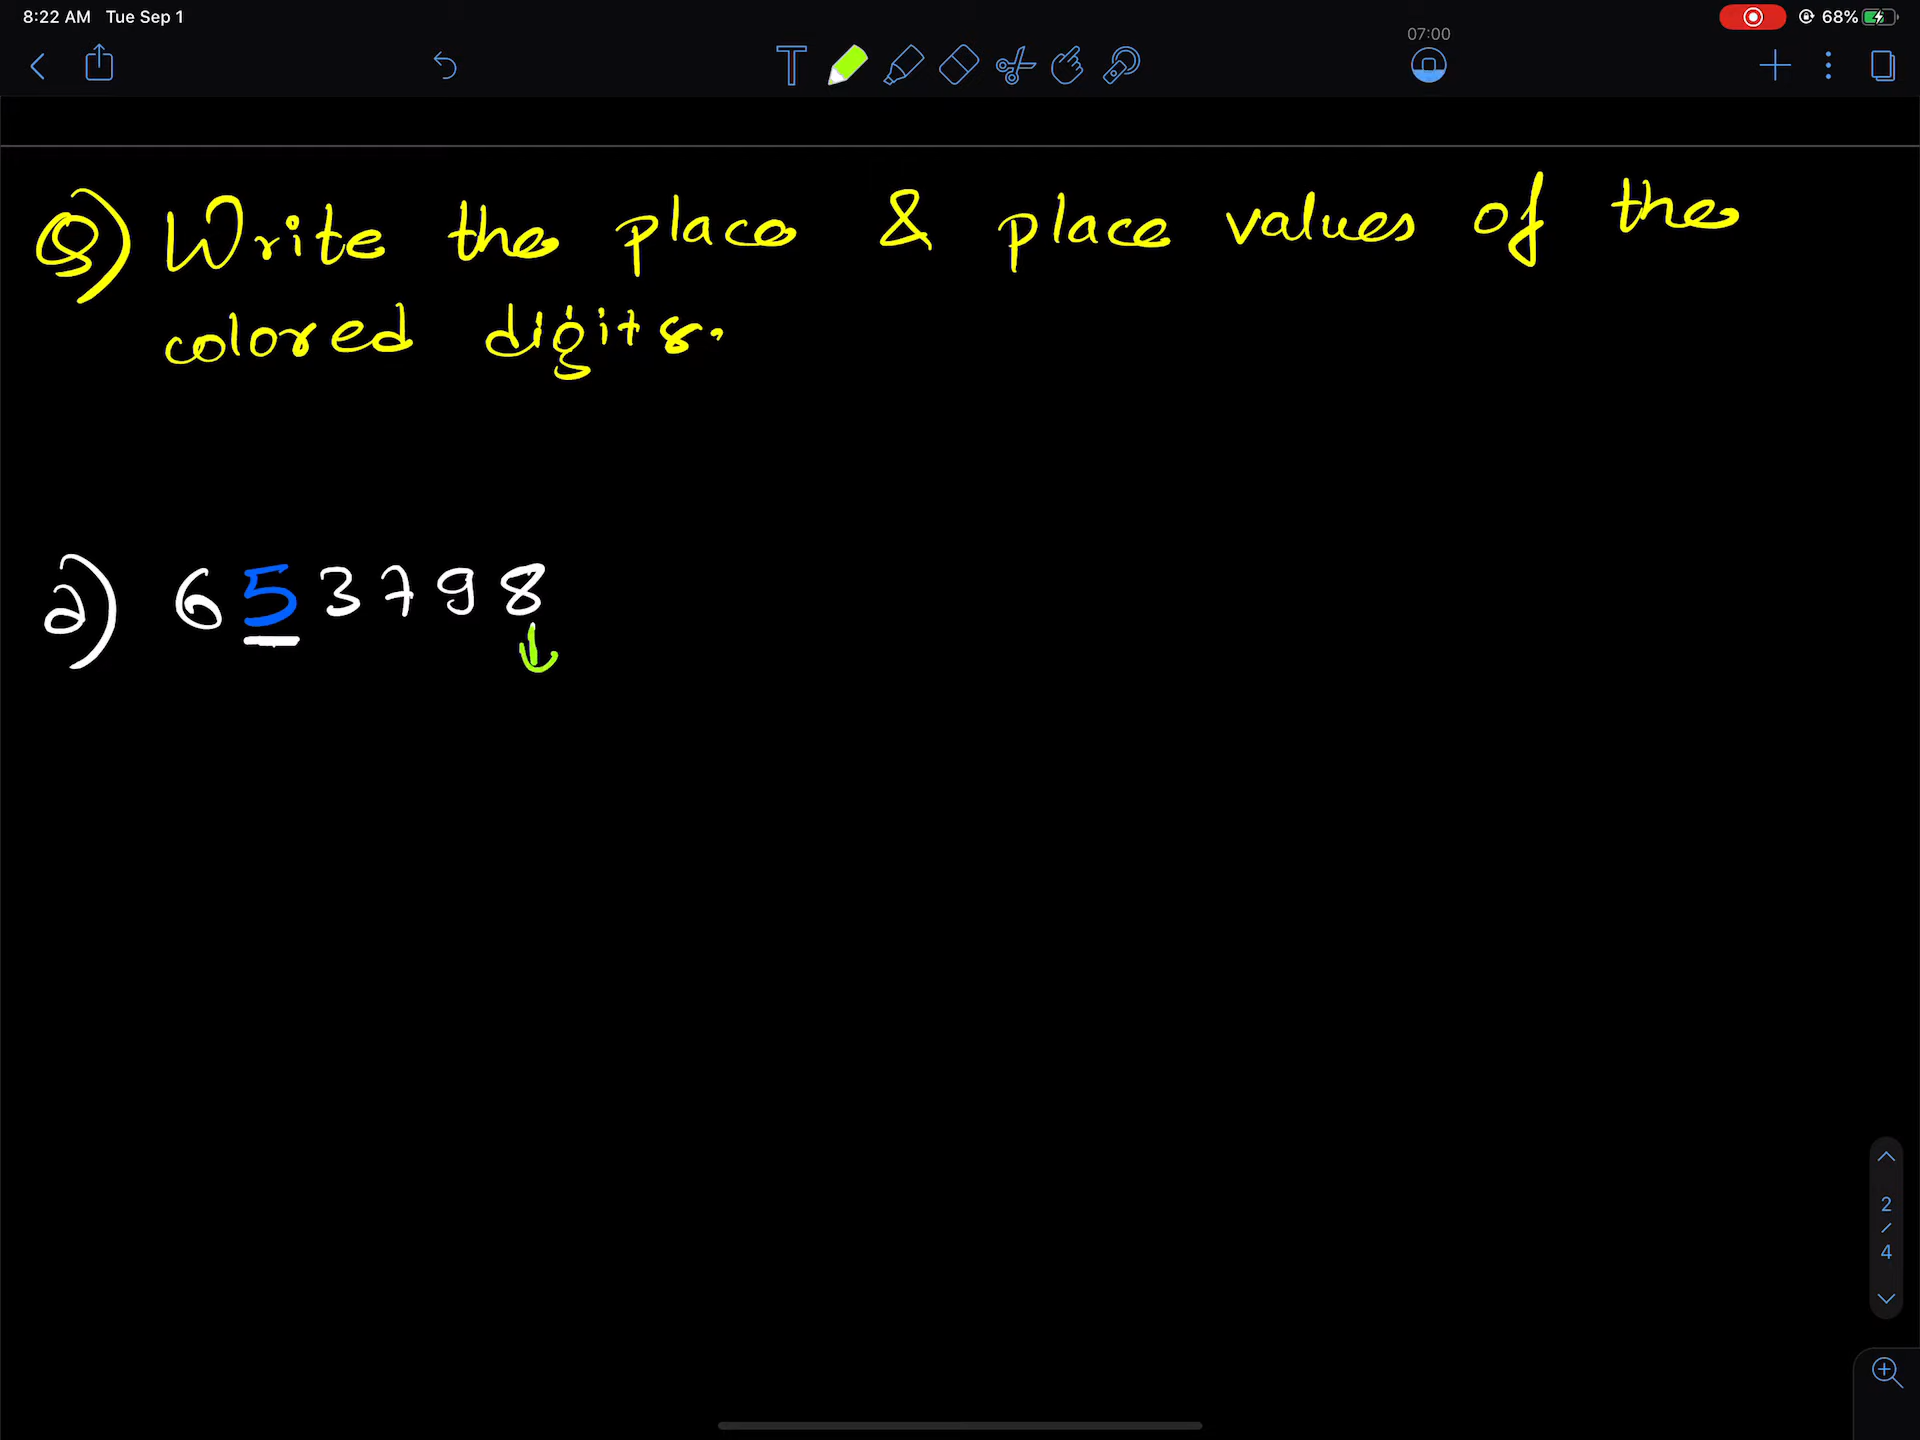 8:22 AM Tue Sep 1
68%
07:00
Q) Write the place & place values of the
colored digits.
a) 653798
2
/
4